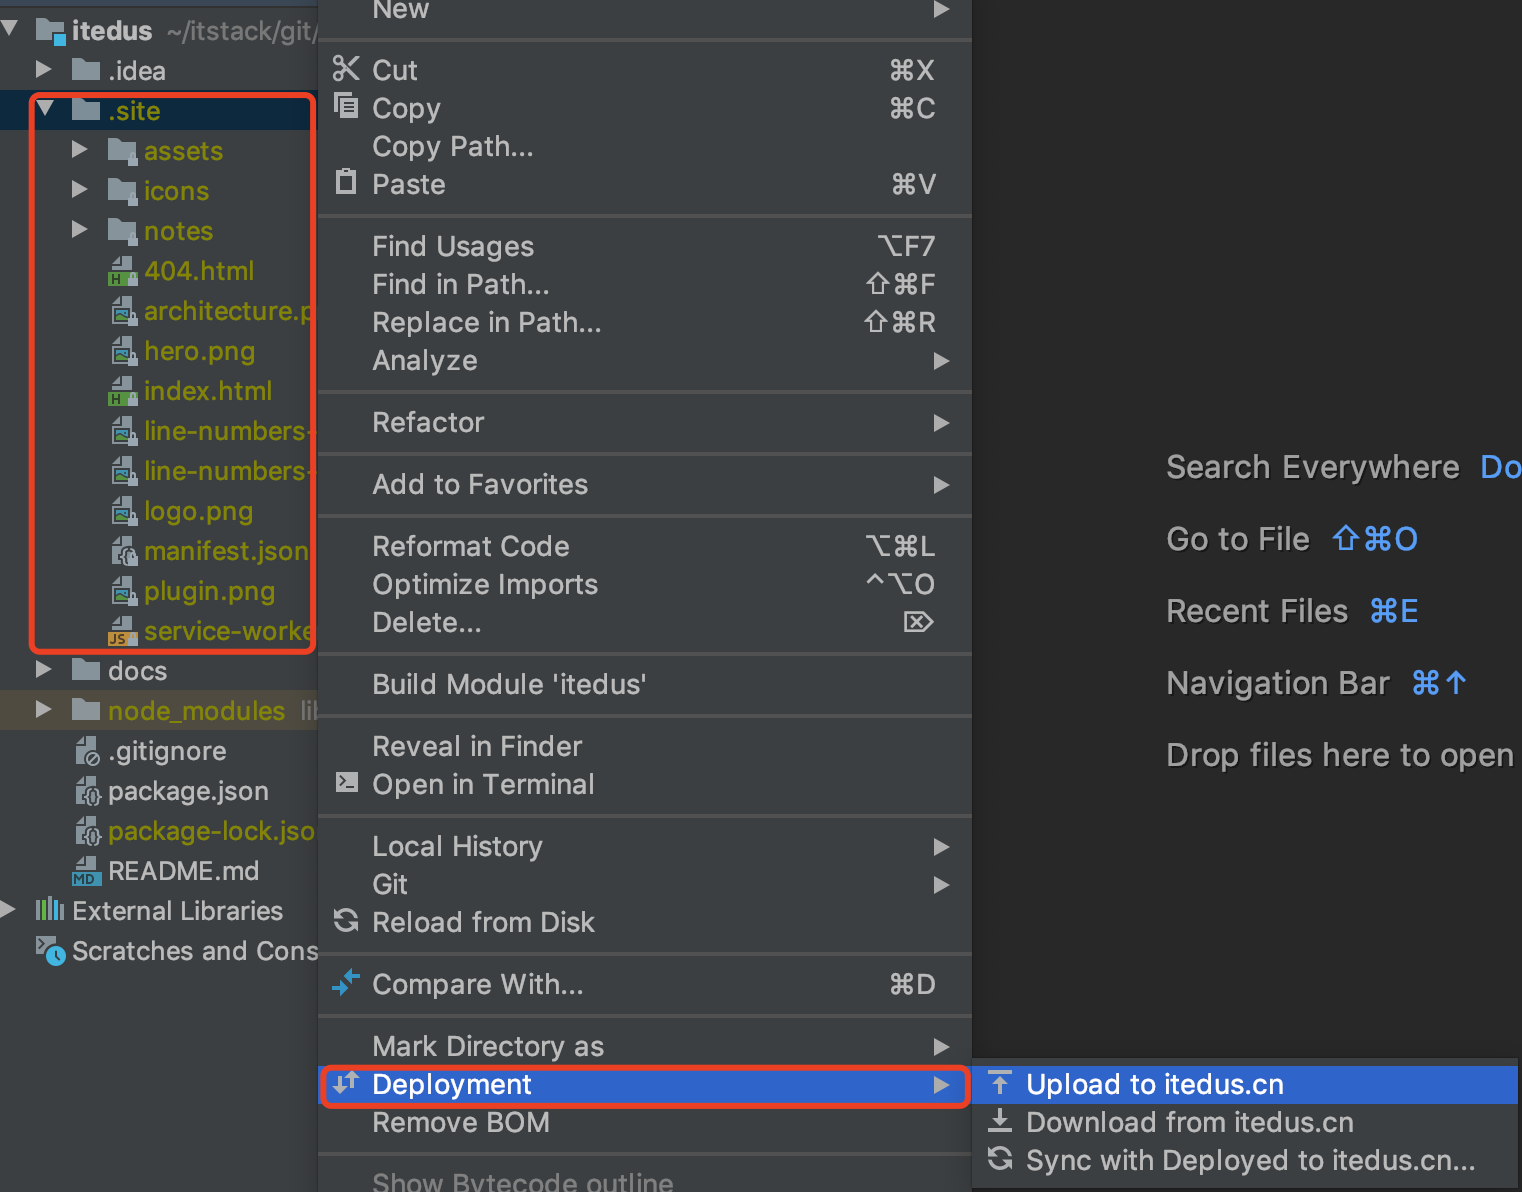 itedus ~/itstack/git/
.idea
.site
assets
icons
notes
404.html
architecture.p
hero.png
index.html
line-numbers-
line-numbers-
logo.png
manifest.json
plugin.png
service-worke
docs
node_modules lib
.gitignore
package.json
package-lock.jso
README.md
External Libraries
Scratches and Cons
New
Cut ⌘X
Copy ⌘C
Copy Path...
Paste ⌘V
Find Usages ⌥F7
Find in Path... ⇧⌘F
Replace in Path... ⇧⌘R
Analyze
Refactor
Add to Favorites
Reformat Code ⌥⌘L
Optimize Imports ^⌥O
Delete... ⌦
Build Module 'itedus'
Reveal in Finder
Open in Terminal
Local History
Git
Reload from Disk
Compare With... ⌘D
Mark Directory as
Deployment
Remove BOM
Show Bytecode outline
Upload to itedus.cn
Download from itedus.cn
Sync with Deployed to itedus.cn...
Search Everywhere Do
Go to File ⇧⌘O
Recent Files ⌘E
Navigation Bar ⌘↑
Drop files here to open